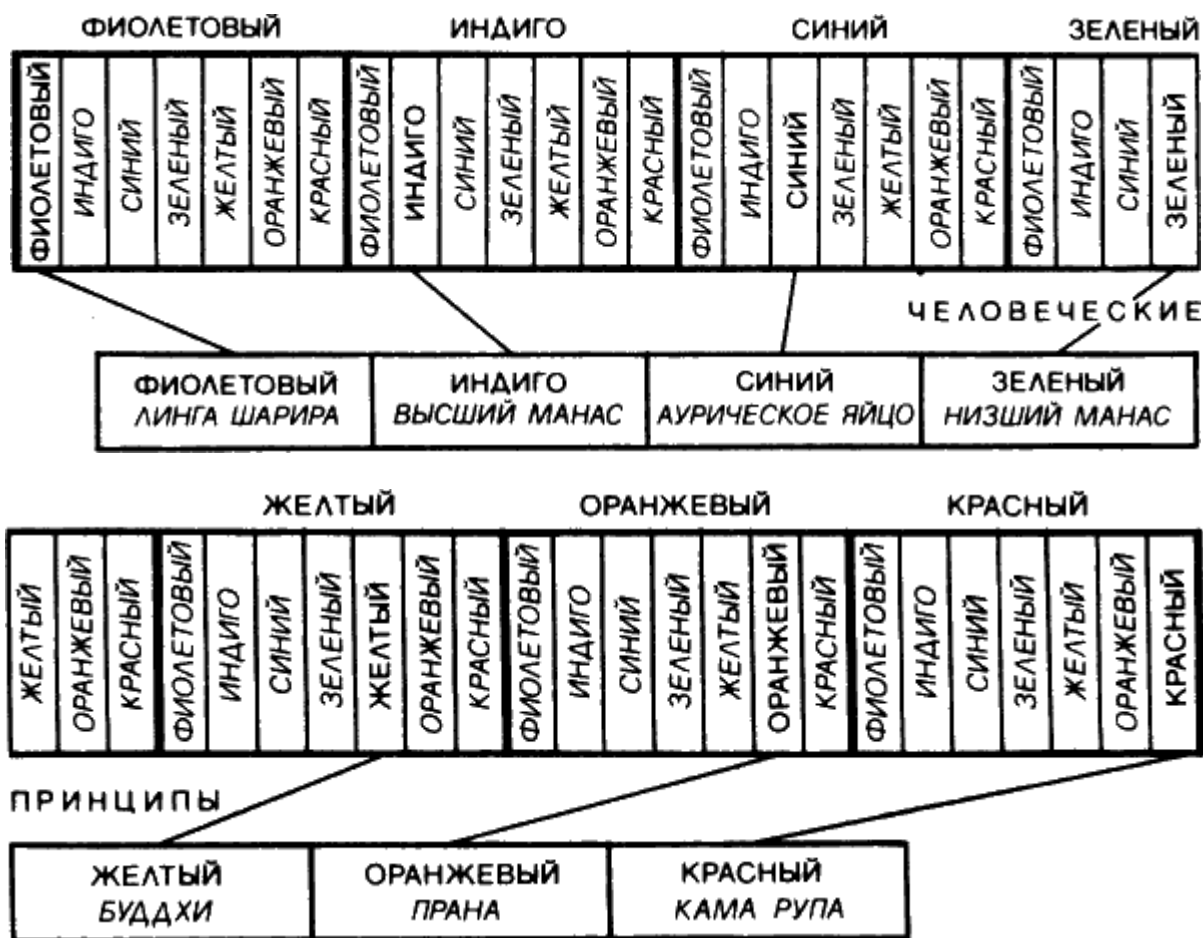 ФИОЛЕТОВЫЙ ИНДИГО СИНИЙ ЗЕЛЕНЫЙ
ФИОЛЕТОВЫЙ
ИНДИГО
СИНИЙ
ЗЕЛЕНЫЙ
ЖЕЛТЫЙ
ОРАНЖЕВЫЙ
КРАСНЫЙ
ФИОЛЕТОВЫЙ
ИНДИГО
СИНИЙ
ЗЕЛЕНЫЙ
ЖЕЛТЫЙ
ОРАНЖЕВЫЙ
КРАСНЫЙ
ФИОЛЕТОВЫЙ
ИНДИГО
СИНИЙ
ЗЕЛЕНЫЙ
ЖЕЛТЫЙ
ОРАНЖЕВЫЙ
КРАСНЫЙ
ФИОЛЕТОВЫЙ
ИНДИГО
СИНИЙ
ЗЕЛЕНЫЙ
ЧЕЛОВЕЧЕСКИЕ
ФИОЛЕТОВЫЙ
ЛИНГА ШАРИРА
ИНДИГО
ВЫСШИЙ МАНАС
СИНИЙ
АУРИЧЕСКОЕ ЯЙЦО
ЗЕЛЕНЫЙ
НИЗШИЙ МАНАС
ЖЕЛТЫЙ ОРАНЖЕВЫЙ КРАСНЫЙ
ЖЕЛТЫЙ
ОРАНЖЕВЫЙ
КРАСНЫЙ
ФИОЛЕТОВЫЙ
ИНДИГО
СИНИЙ
ЗЕЛЕНЫЙ
ЖЕЛТЫЙ
ОРАНЖЕВЫЙ
КРАСНЫЙ
ФИОЛЕТОВЫЙ
ИНДИГО
СИНИЙ
ЗЕЛЕНЫЙ
ЖЕЛТЫЙ
ОРАНЖЕВЫЙ
КРАСНЫЙ
ФИОЛЕТОВЫЙ
ИНДИГО
СИНИЙ
ЗЕЛЕНЫЙ
ЖЕЛТЫЙ
ОРАНЖЕВЫЙ
КРАСНЫЙ
ПРИНЦИПЫ
ЖЕЛТЫЙ
БУДДХИ
ОРАНЖЕВЫЙ
ПРАНА
КРАСНЫЙ
КАМА РУПА